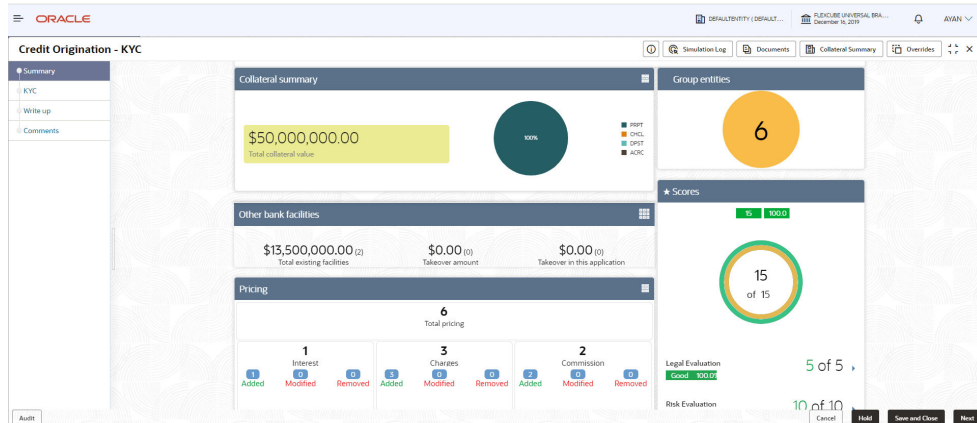 ORACLE
DEFAULTENTITY ( DEFAULT...
FLEXCUBE UNIVERSAL BRA...
December 16, 2019
AYAN
Credit Origination - KYC
Simulation Log
Documents
Collateral Summary
Overrides
Summary
KYC
Write up
Comments
Collateral summary
$50,000,000.00
Total collateral value
100%
PRPT
CHCL
DPST
ACRC
Group entities
6
Other bank facilities
$13,500,000.00 (2)
Total existing facilities
$0.00 (0)
Takeover amount
$0.00 (0)
Takeover in this application
Pricing
6
Total pricing
1
Interest
1 0 0
Added Modified Removed
3
Charges
3 0 0
Added Modified Removed
2
Commission
2 0 0
Added Modified Removed
★ Scores
15 100.0
15
of 15
Legal Evaluation
Good 100.0%
5 of 5
Risk Evaluation
10 of 10
Audit
Cancel
Hold
Save and Close
Next